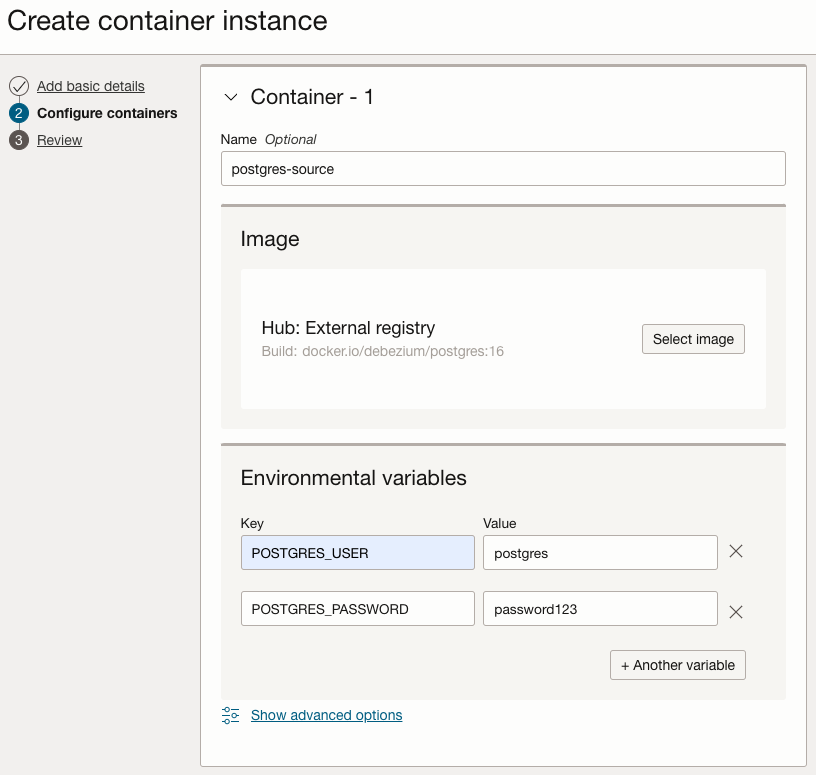 Create container instance
Add basic details
2 Configure containers
3 Review
Container - 1
Name Optional
postgres-source
Image
Hub: External registry
Build: docker.io/debezium/postgres:16
Select image
Environmental variables
Key Value
POSTGRES_USER postgres
POSTGRES_PASSWORD password123
+ Another variable
Show advanced options